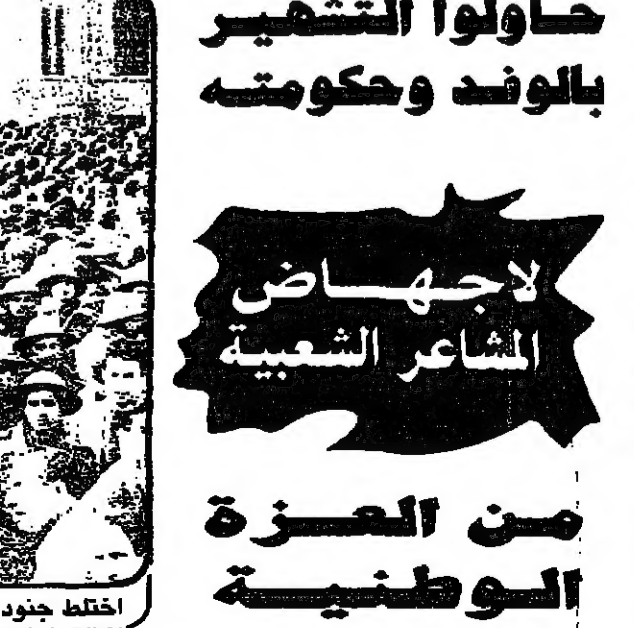 حاولوا التشهير
بالوفد وحكومته
لاجهاض
المشاعر الشعبية
من العزة
الوطنية
اختلط جنود